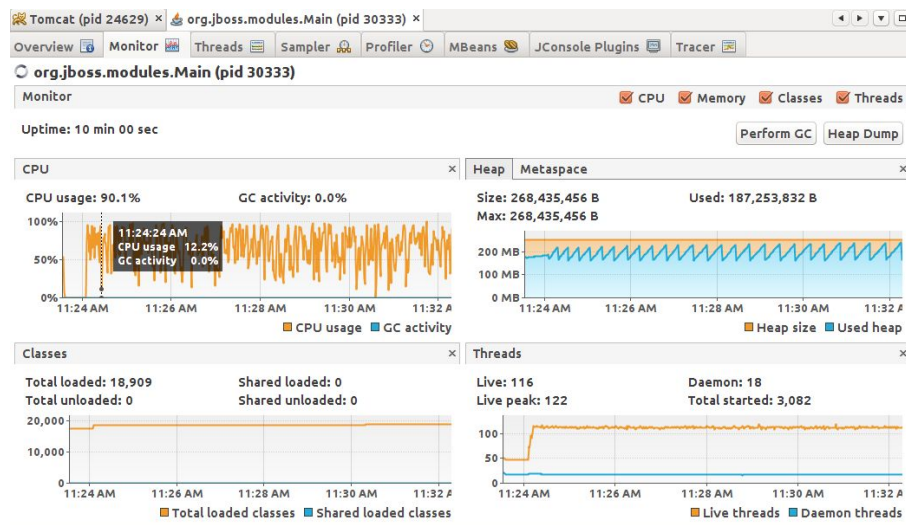 Tomcat (pid 24629) × org.jboss.modules.Main (pid 30333) ×
Overview Monitor Threads Sampler Profiler MBeans JConsole Plugins Tracer
org.jboss.modules.Main (pid 30333)
Monitor CPU Memory Classes Threads
Uptime: 10 min 00 sec
Perform GC Heap Dump
CPU ×
CPU usage: 90.1% GC activity: 0.0%
100%
50%
0%
11:24:24 AM
CPU usage 12.2%
GC activity 0.0%
11:24 AM 11:26 AM 11:28 AM 11:30 AM 11:32 A
CPU usage GC activity
Heap Metaspace ×
Size: 268,435,456 B Used: 187,253,832 B
Max: 268,435,456 B
200 MB
100 MB
0 MB
11:24 AM 11:26 AM 11:28 AM 11:30 AM 11:32 A
Heap size Used heap
Classes ×
Total loaded: 18,909 Shared loaded: 0
Total unloaded: 0 Shared unloaded: 0
20,000
10,000
0
11:24 AM 11:26 AM 11:28 AM 11:30 AM 11:32 A
Total loaded classes Shared loaded classes
Threads ×
Live: 116 Daemon: 18
Live peak: 122 Total started: 3,082
100
50
0
11:24 AM 11:26 AM 11:28 AM 11:30 AM 11:32 A
Live threads Daemon threads